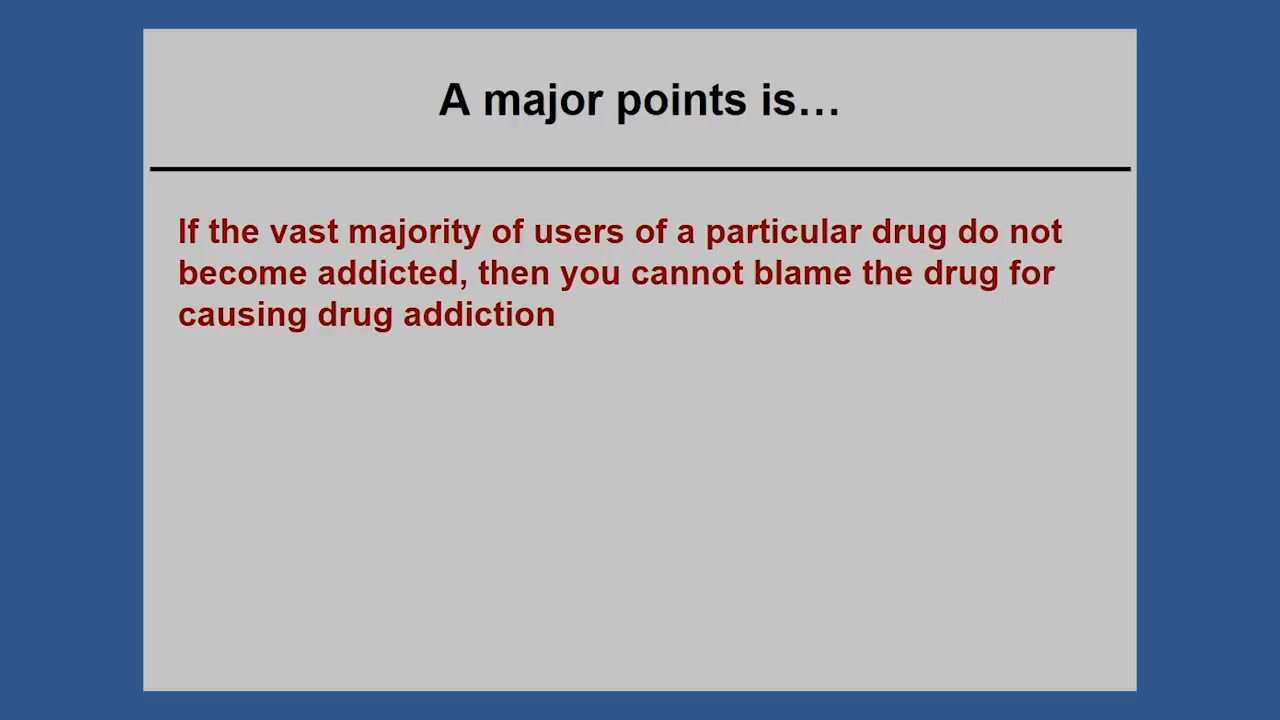 A major points is…
If the vast majority of users of a particular drug do not
become addicted, then you cannot blame the drug for
causing drug addiction